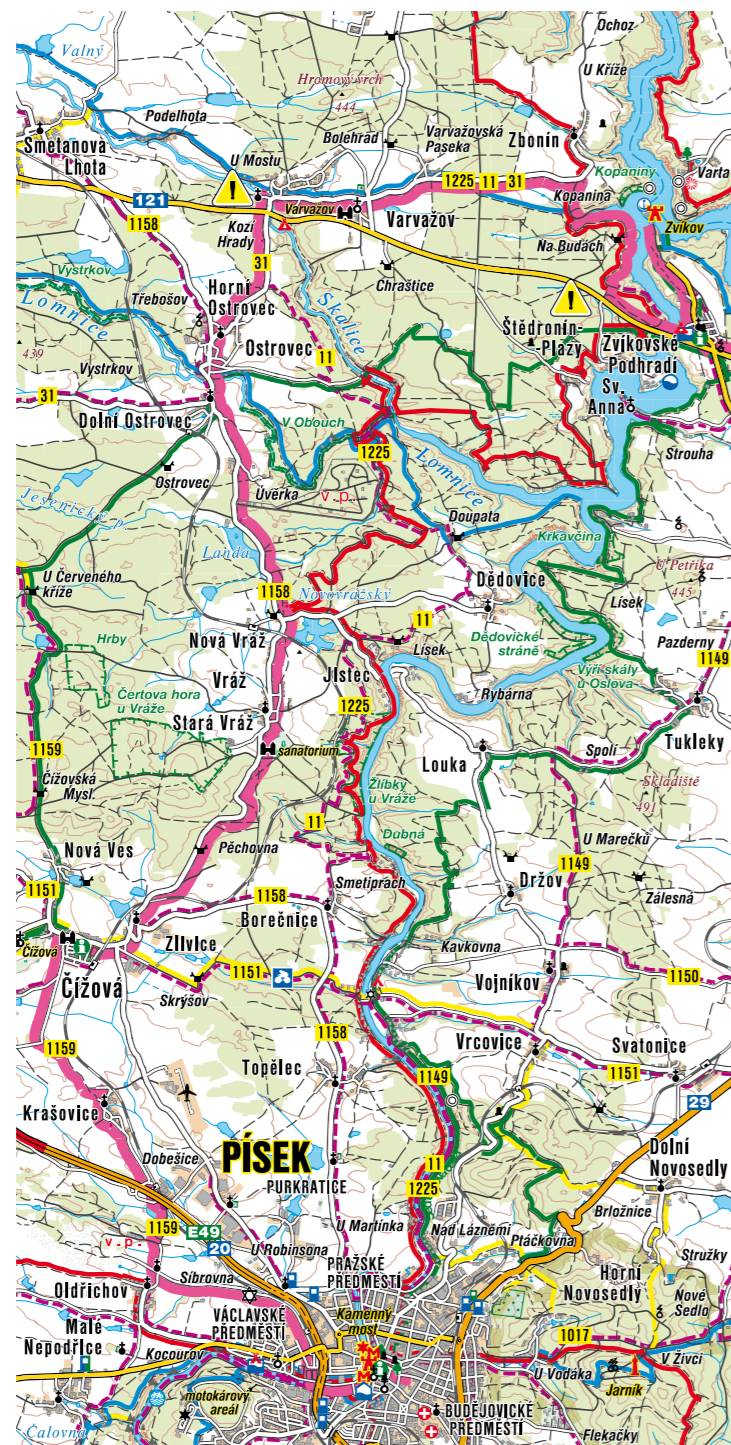 Valný
Ochoz
U Kříže
Hromový vrch
444
Podelhota
Bolehrad
Varvažovská
Paseka
Zbonín
Smetanova
Lhota
U Mostu
Kopaniny
Varta
1225 11 31
121
Varvazov
Varvažov
Kopanina
Zvíkov
1158
Kozí
Hrady
Na Budách
31
Vystrkov
Třebošov
Horní
Ostrovec
Skalice
Chraštice
Lomnice
Ostrovec
11
Štědronín-
Plazy
Zvíkovské
Podhradí
439
Vystrkov
Sv.
Anna
31
Dolní Ostrovec
V Obouch
1225
Lomnice
Strouha
Ostrovec
Úvěrka
v.p.
Jesenický p.
Doupata
Krkavčina
Landa
U Červeného
kříže
U Petříka
445
1158
Novovrážský
Dědovice
Lísek
Hrby
Nová Vráž
11
Dědovické
stráně
Pazderny
Lísek
1149
Vráž
Jistec
Výří skály
u Oslova
Čertova hora
u Vráže
Rybárna
Stará Vráž
1225
Tukleky
1159
sanatorium
Louka
Spolí
Čížovská
Mysl.
Žlíbky
u Vráže
Skladiště
491
11
Dubná
U Marečků
Nová Ves
Pěchovna
1149
Smetiprach
Držov
Zálesná
1151
1158
Borečnice
Zlivice
Kavkovna
Čížová
1151
Vojníkov
1150
Čížová
Skrýšov
1158
Svatonice
1159
Vrcovice
Topělec
1149
1151
29
Krašovice
PÍSEK
Dolní
Novosedly
Dobešice
PURKRATICE
11
1225
Brložnice
1159
E49
U Martínka
Nad Lázněmi
v.p.
20
U Robinsona
Ptáčkovna
Stružky
Síbrovna
PRAŽSKÉ
PŘEDMĚSTÍ
Horní
Novosedly
Oldřichov
Nové
Sedlo
VÁCLAVSKÉ
PŘEDMĚSTÍ
Kamenný
most
Malé
Nepodřice
Kocourov
1017
V Živci
U Vodáka
motokárový
areál
Jarník
BUDĚJOVICKÉ
PŘEDMĚSTÍ
Čalovna
Flekačky